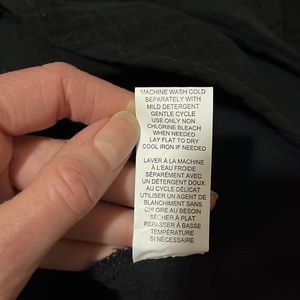 MACHINE WASH COLD
SEPARATELY WITH
MILD DETERGENT
GENTLE CYCLE
USE ONLY NON
CHLORINE BLEACH
WHEN NEEDED
LAY FLAT TO DRY
COOL IRON IF NEEDED
LAVER À LA MACHINE
À L'EAU FROIDE
SÉPARÉMENT AVEC
UN DÉTERGENT DOUX
AU CYCLE DÉLICAT
UTILISER UN AGENT DE
BLANCHIMENT SANS
CHLORE AU BESOIN
SÉCHER À PLAT
REPASSER À BASSE
TEMPÉRATURE
SI NÉCESSAIRE